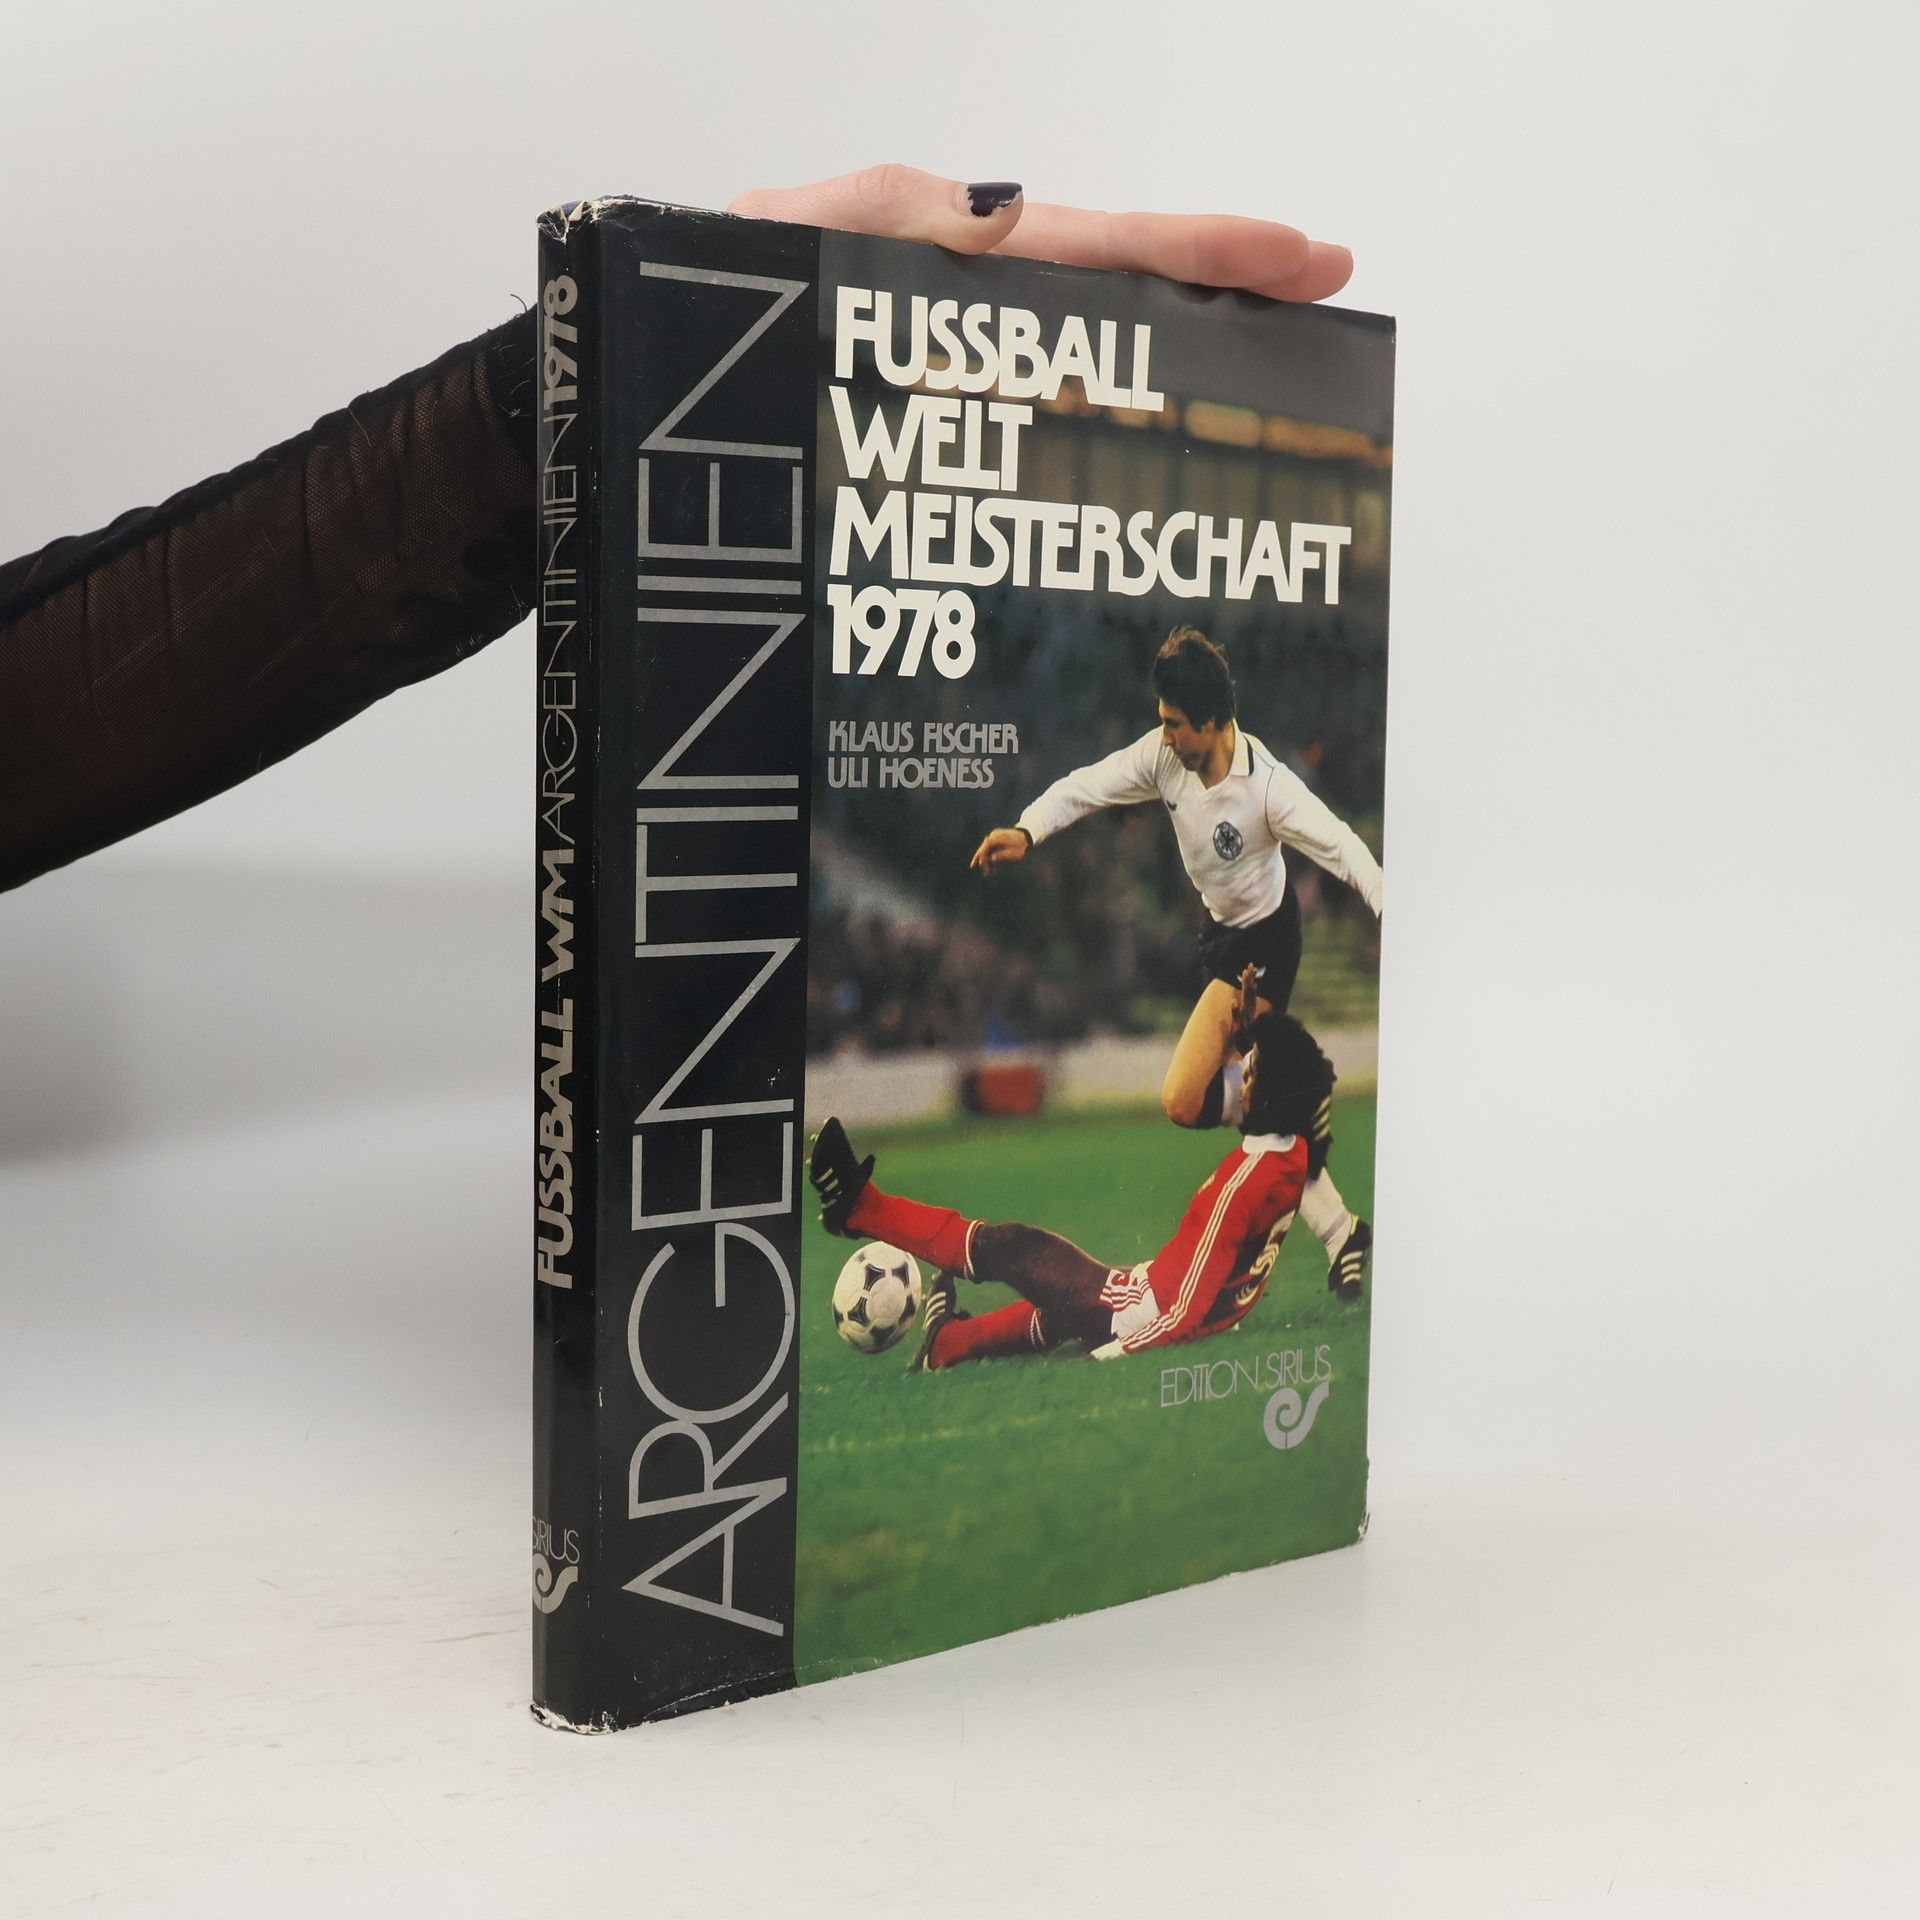 FUSSBALL WM ARGENTINIEN 1978
SIRIUS
ARGENTINIEN
FUSSBALL
WELT
MEISTERSCHAFT
1978
KLAUS FISCHER
ULI HOENESS
EDITION SIRIUS